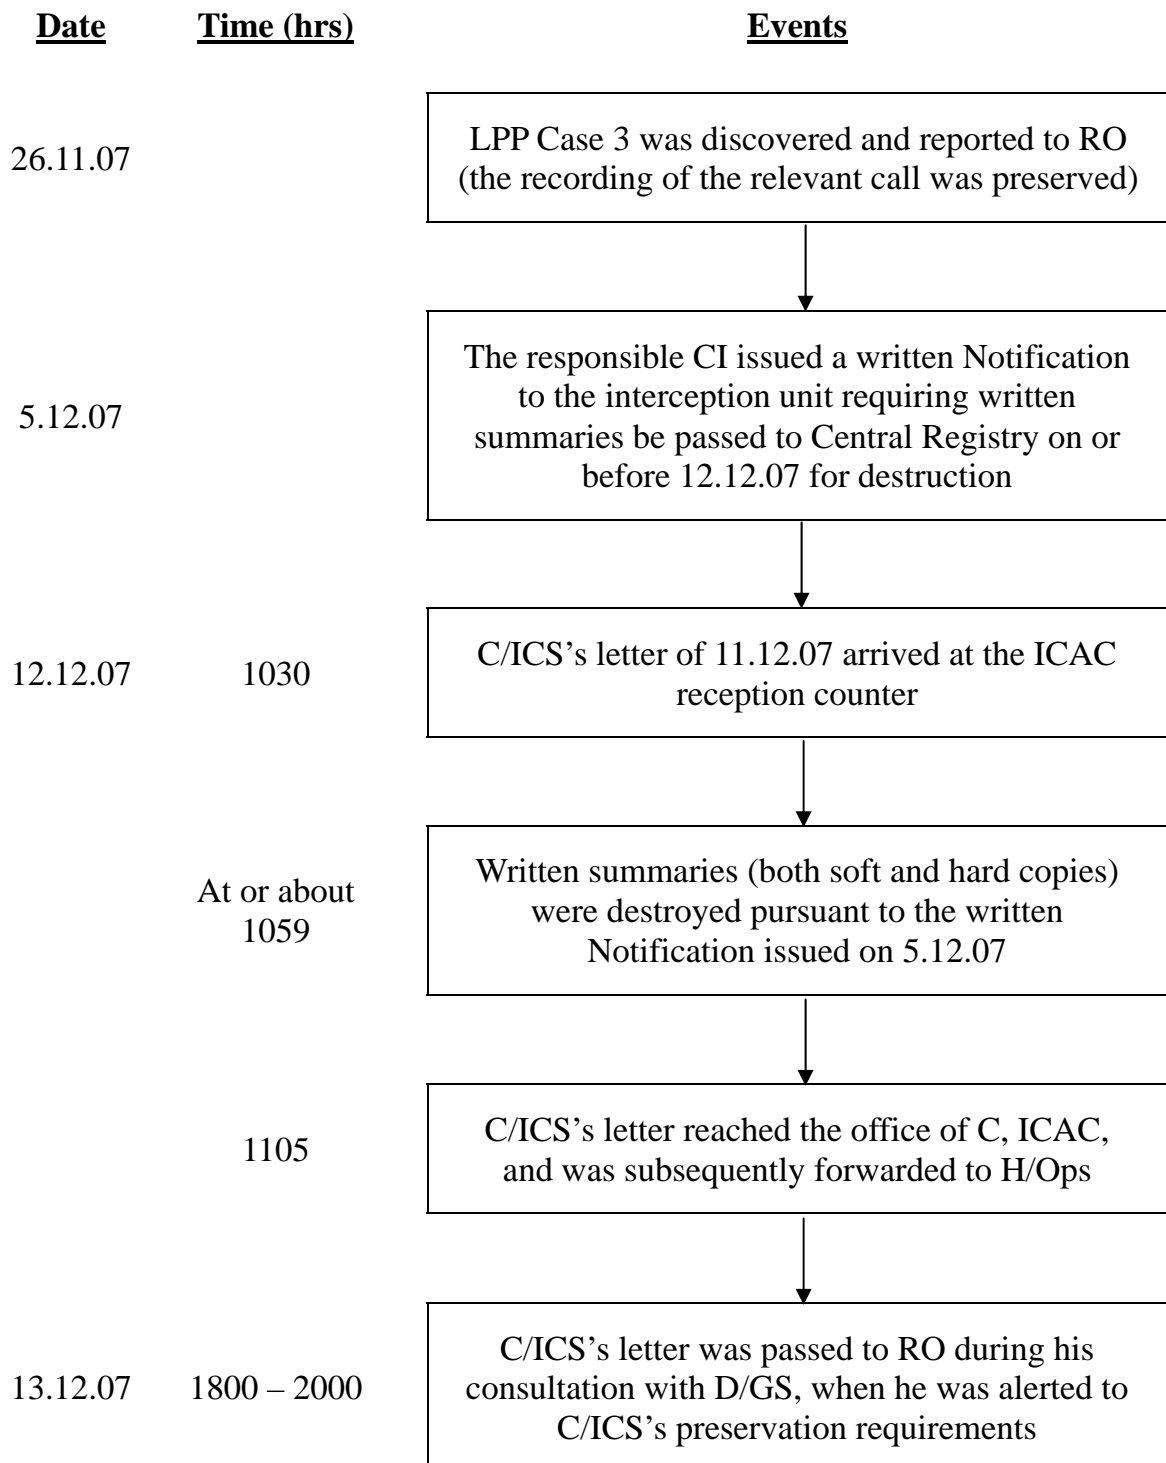 Date Time (hrs) Events
26.11.07
LPP Case 3 was discovered and reported to RO
(the recording of the relevant call was preserved)
5.12.07
The responsible CI issued a written Notification
to the interception unit requiring written
summaries be passed to Central Registry on or
before 12.12.07 for destruction
12.12.07 1030
C/ICS’s letter of 11.12.07 arrived at the ICAC
reception counter
At or about
1059
Written summaries (both soft and hard copies)
were destroyed pursuant to the written
Notification issued on 5.12.07
1105
C/ICS’s letter reached the office of C, ICAC,
and was subsequently forwarded to H/Ops
13.12.07 1800 – 2000
C/ICS’s letter was passed to RO during his
consultation with D/GS, when he was alerted to
C/ICS’s preservation requirements